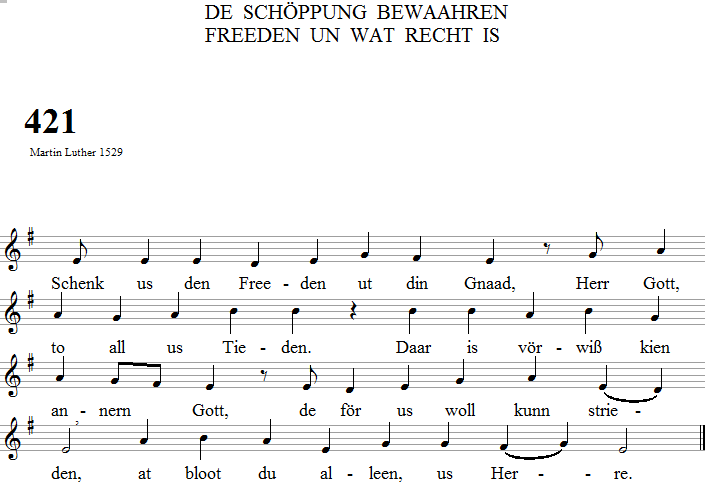 DE SCHÖPPUNG BEWAAHREN
FREEDEN UN WAT RECHT IS
421
Martin Luther 1529
Schenk us den Free - den ut din Gnaad, Herr Gott,
to all us Tie - den. Daar is vör - wiß kien
an - nern Gott, de för us woll kunn strie -
den, at bloot du al - leen, us Her - - re.